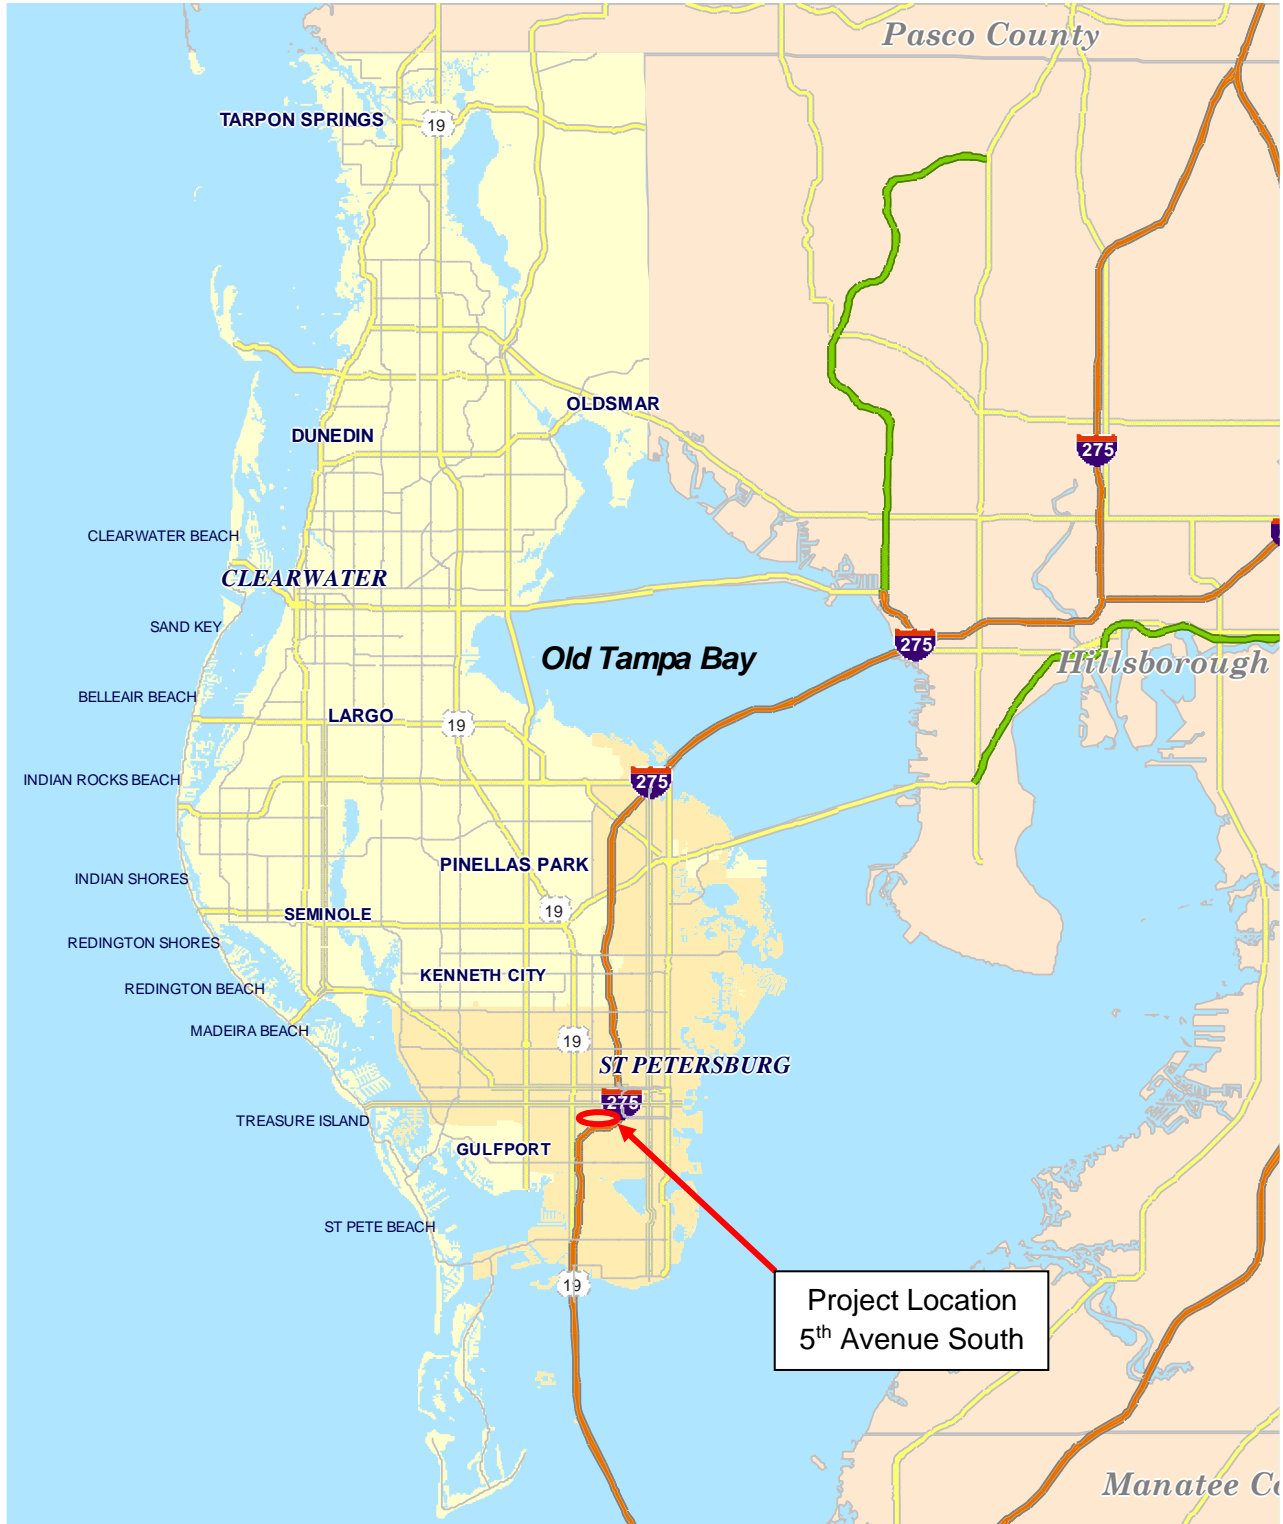 Pasco County
TARPON SPRINGS
19
OLDSMAR
DUNEDIN
275
CLEARWATER BEACH
CLEARWATER
SAND KEY
275
Old Tampa Bay
Hillsborough
BELLEAIR BEACH
LARGO
19
INDIAN ROCKS BEACH
275
PINELLAS PARK
INDIAN SHORES
19
SEMINOLE
REDINGTON SHORES
KENNETH CITY
REDINGTON BEACH
MADEIRA BEACH
19
ST PETERSBURG
275
TREASURE ISLAND
GULFPORT
ST PETE BEACH
19
Project Location
5th Avenue South
Manatee